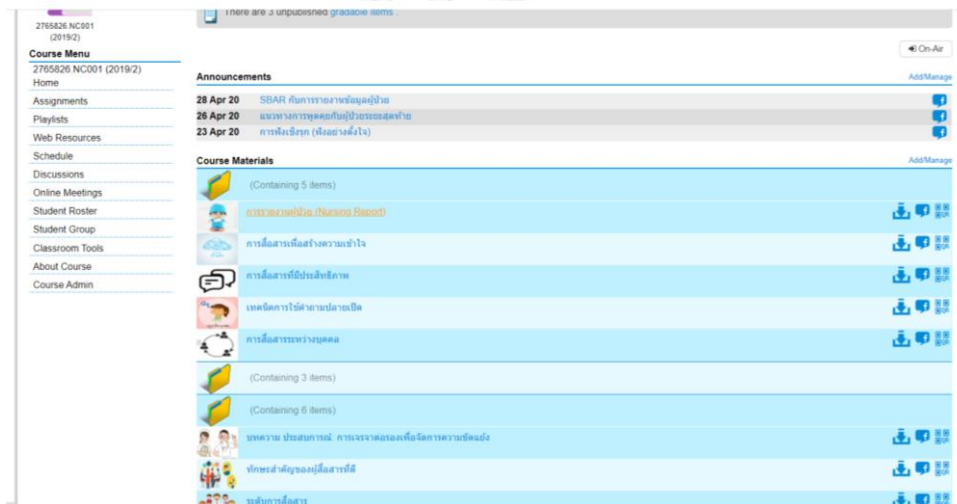 There are 3 unpublished gradable items .
2765826.NC001
(2019/2)
On-Air
Course Menu
2765826.NC001 (2019/2)
Home
Assignments
Playlists
Web Resources
Schedule
Discussions
Online Meetings
Student Roster
Student Group
Classroom Tools
About Course
Course Admin
Announcements
Add/Manage
28 Apr 20 SBAR กับการรายงานข้อมูลผู้ป่วย
26 Apr 20 แนวทางการพูดคุยกับผู้ป่วยระยะสุดท้าย
23 Apr 20 การฟังเชิงรุก (ฟังอย่างตั้งใจ)
Course Materials
Add/Manage
(Containing 5 items)
การรายงานผู้ป่วย (Nursing Report)
การสื่อสารเพื่อสร้างความเข้าใจ
การสื่อสารที่มีประสิทธิภาพ
เทคนิคการใช้คำถามปลายเปิด
การสื่อสารระหว่างบุคคล
(Containing 3 items)
(Containing 6 items)
บทความ ประสบการณ์ การเจรจาต่อรองเพื่อจัดการความขัดแย้ง
ทักษะสำคัญของผู้สื่อสารที่ดี
ระดับการสื่อสาร